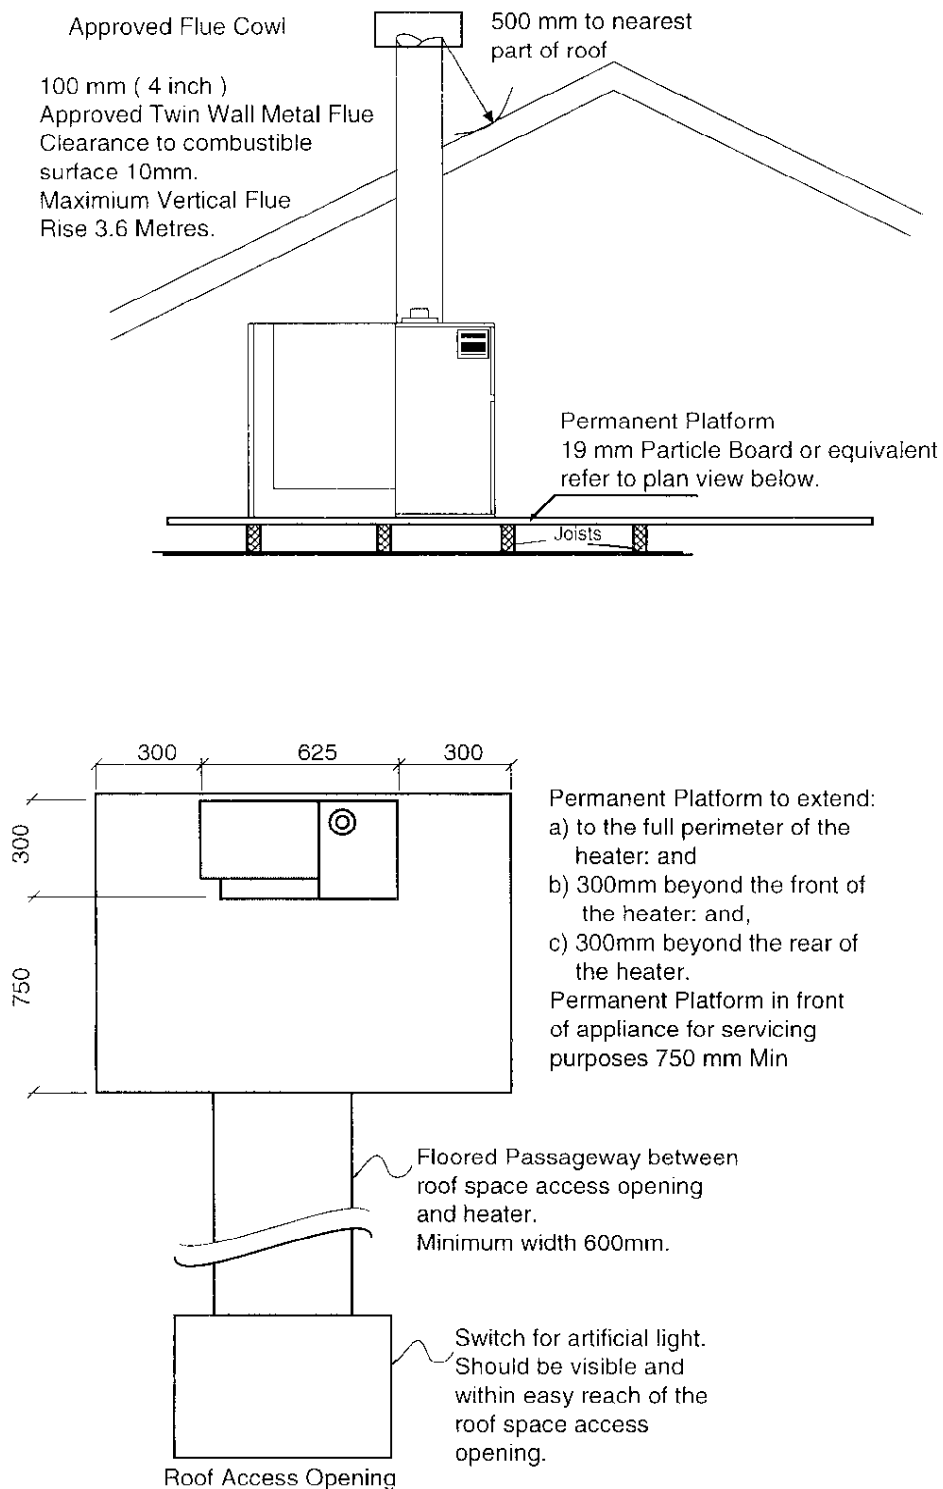 Approved Flue Cowl
500 mm to nearest
part of roof
100 mm ( 4 inch )
Approved Twin Wall Metal Flue
Clearance to combustible
surface 10mm.
Maximium Vertical Flue
Rise 3.6 Metres.
Permanent Platform
19 mm Particle Board or equivalent
refer to plan view below.
Joists
300
625
300
300
750
Permanent Platform to extend:
a) to the full perimeter of the
heater: and
b) 300mm beyond the front of
the heater: and,
c) 300mm beyond the rear of
the heater.
Permanent Platform in front
of appliance for servicing
purposes 750 mm Min
Floored Passageway between
roof space access opening
and heater.
Minimum width 600mm.
Switch for artificial light.
Should be visible and
within easy reach of the
roof space access
opening.
Roof Access Opening